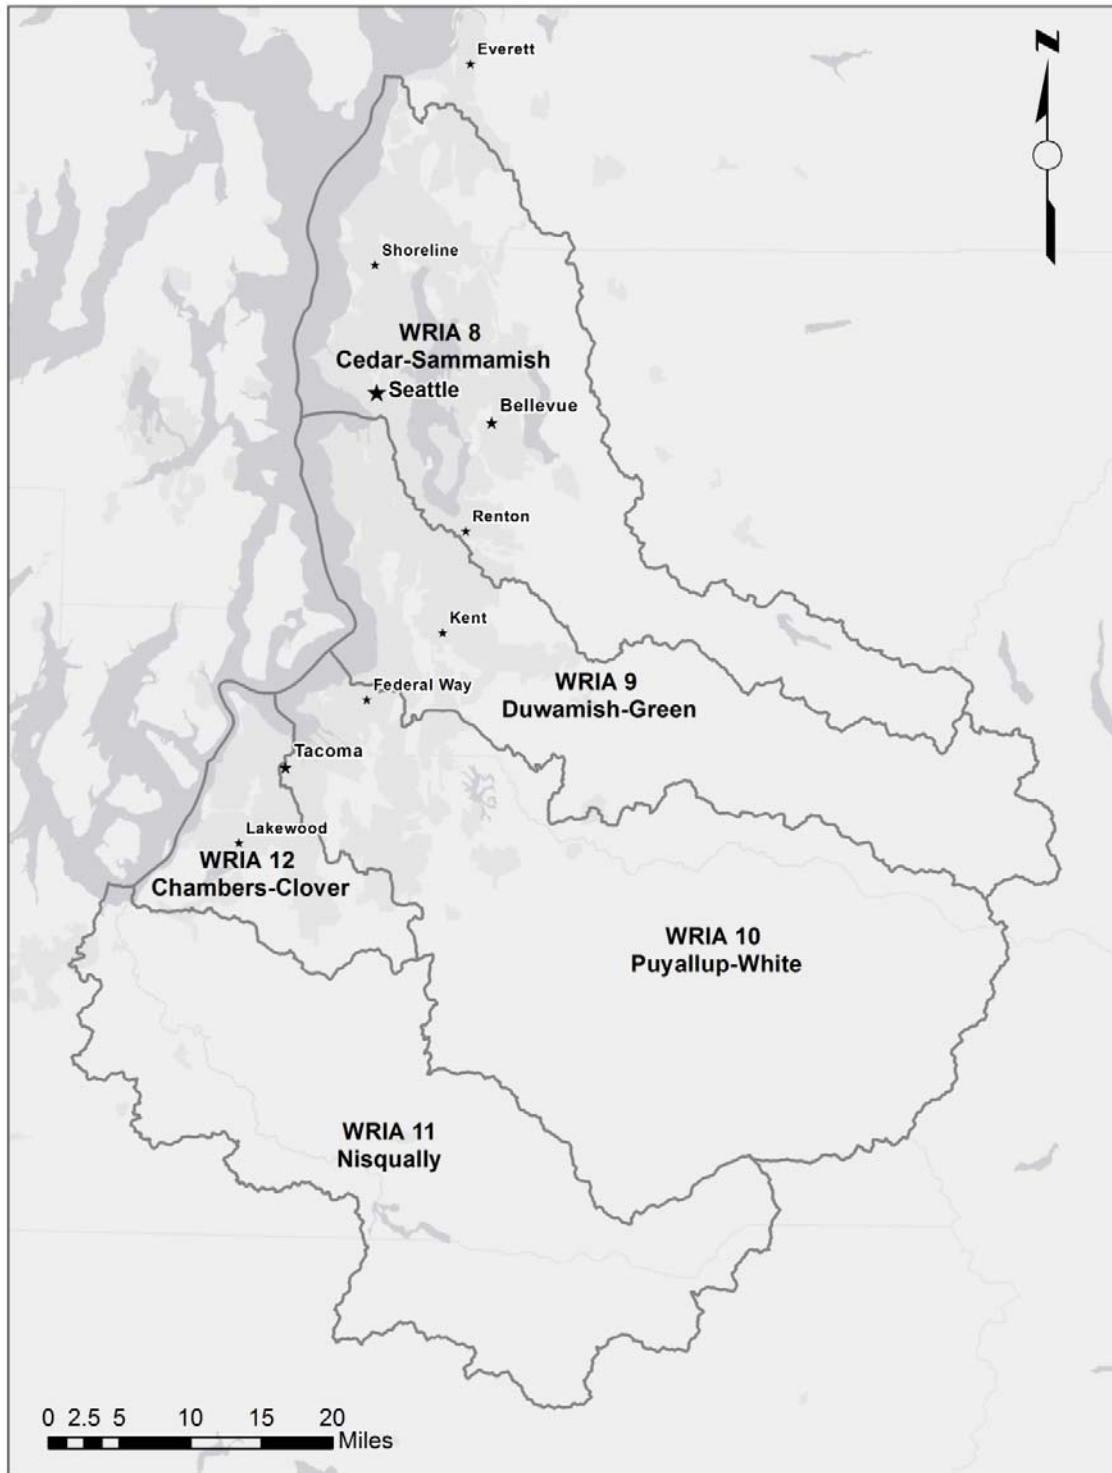 N
Everett
Shoreline
WRIA 8
Cedar-Sammamish
Seattle
Bellevue
Renton
Kent
WRIA 9
Duwamish-Green
Federal Way
Tacoma
Lakewood
WRIA 12
Chambers-Clover
WRIA 10
Puyallup-White
WRIA 11
Nisqually
0 2.5 5 10 15 20
Miles